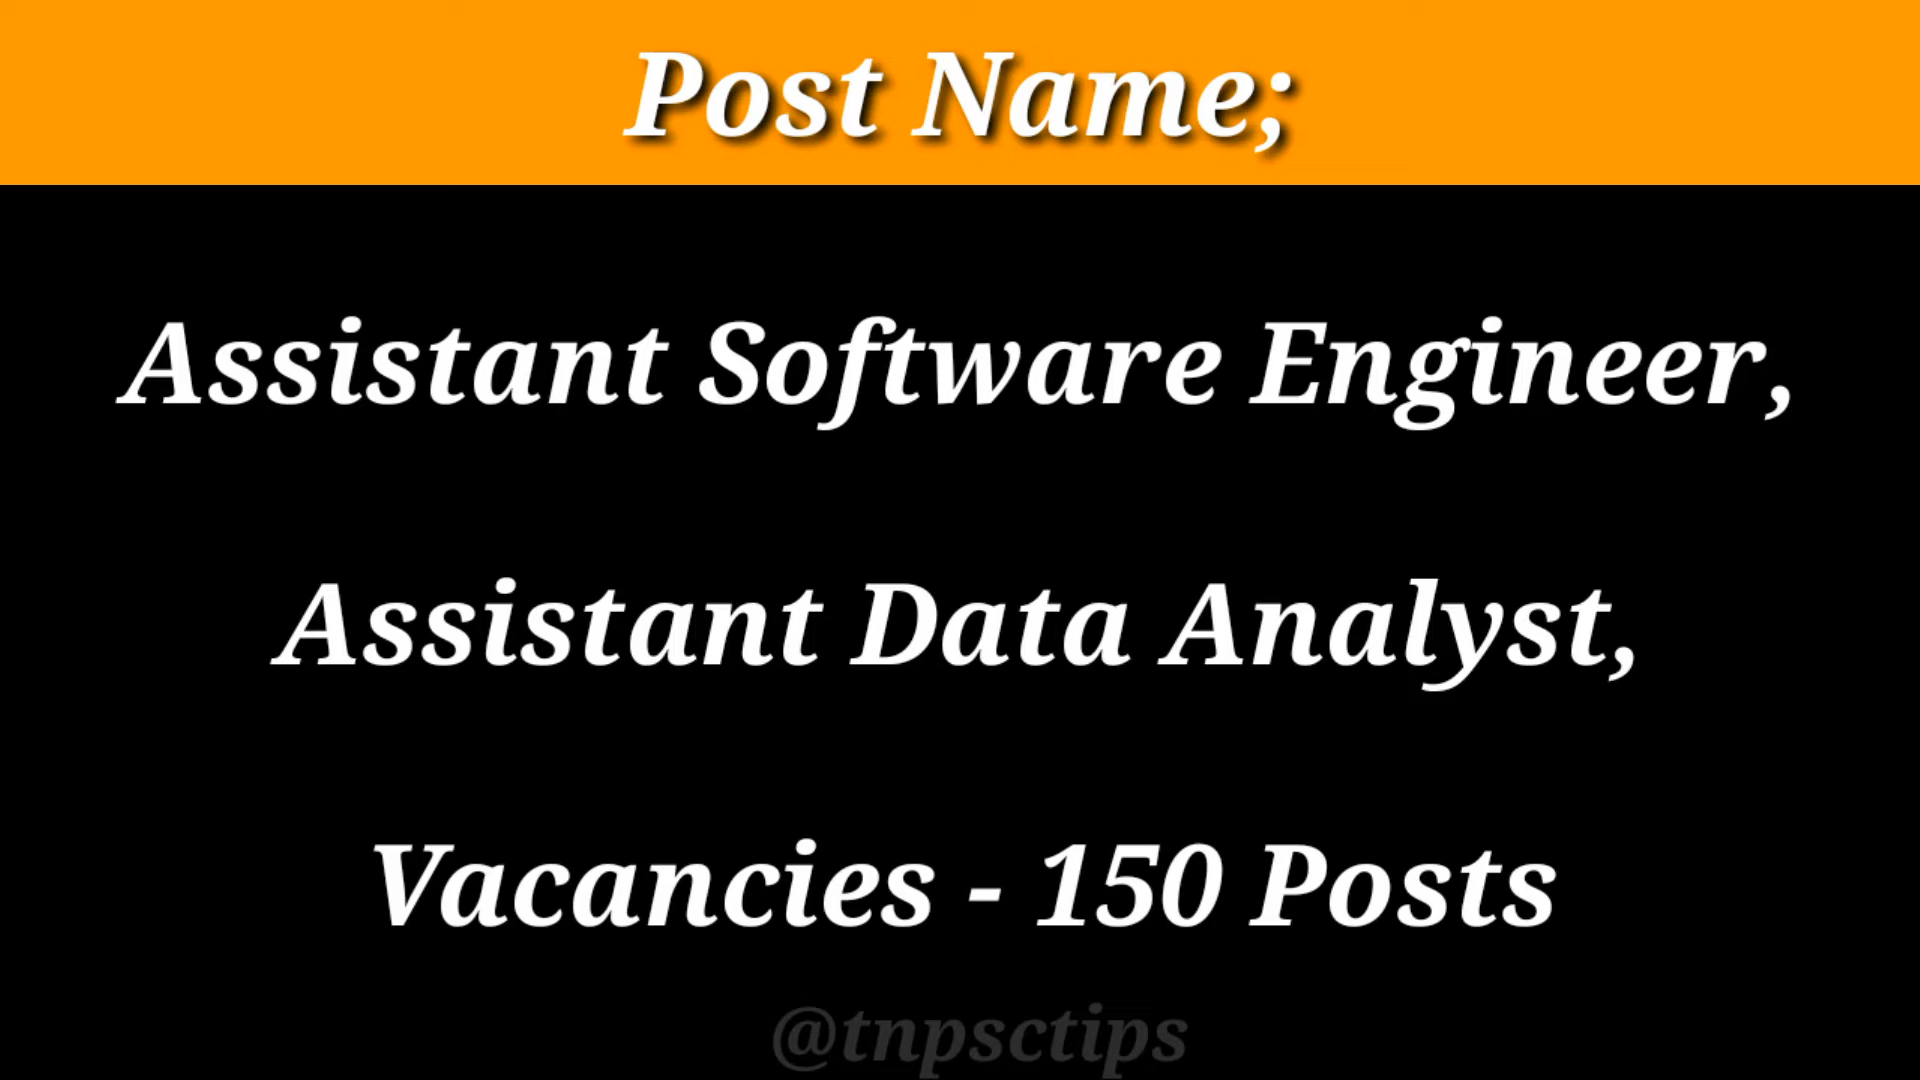 Post Name;
Assistant Software Engineer,
Assistant Data Analyst,
Vacancies - 150 Posts
@tnpsctips